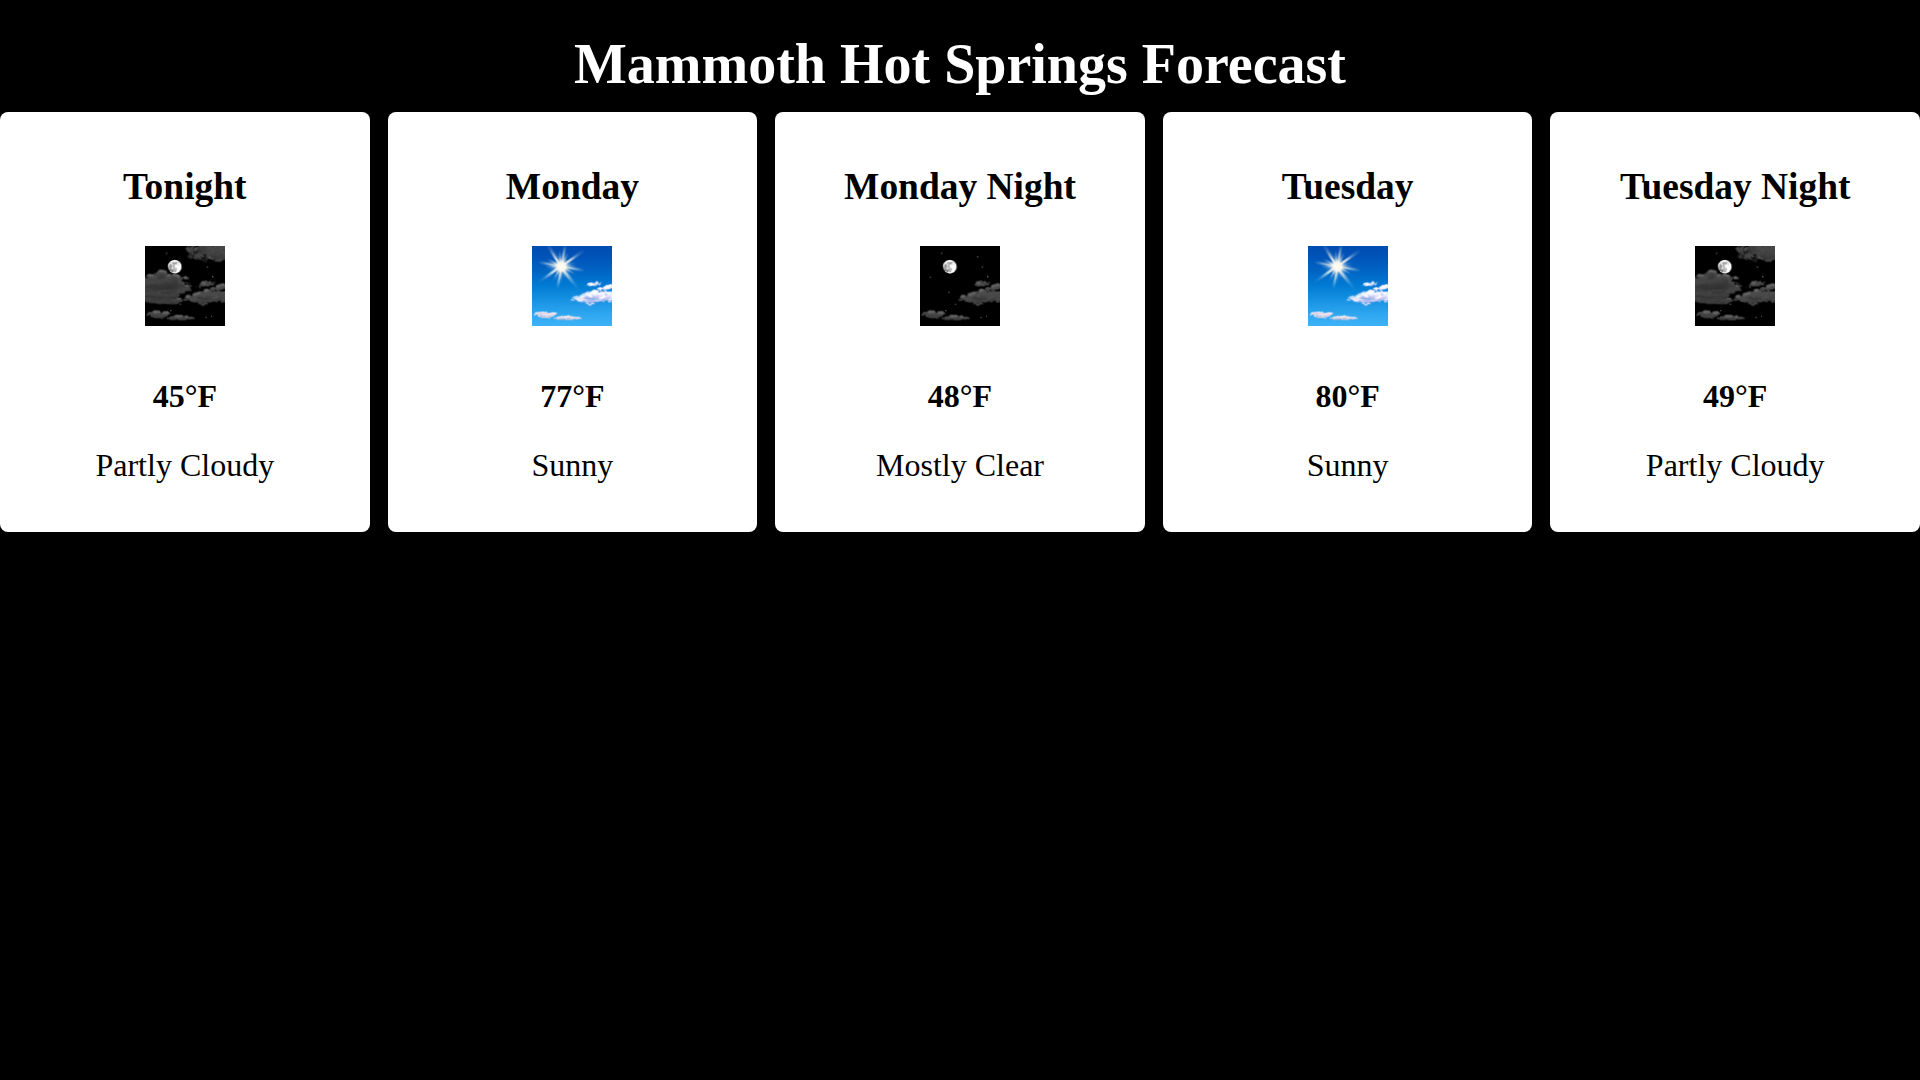 Mammoth Hot Springs Forecast
Tonight
45°F
Partly Cloudy
Monday
77°F
Sunny
Monday Night
48°F
Mostly Clear
Tuesday
80°F
Sunny
Tuesday Night
49°F
Partly Cloudy